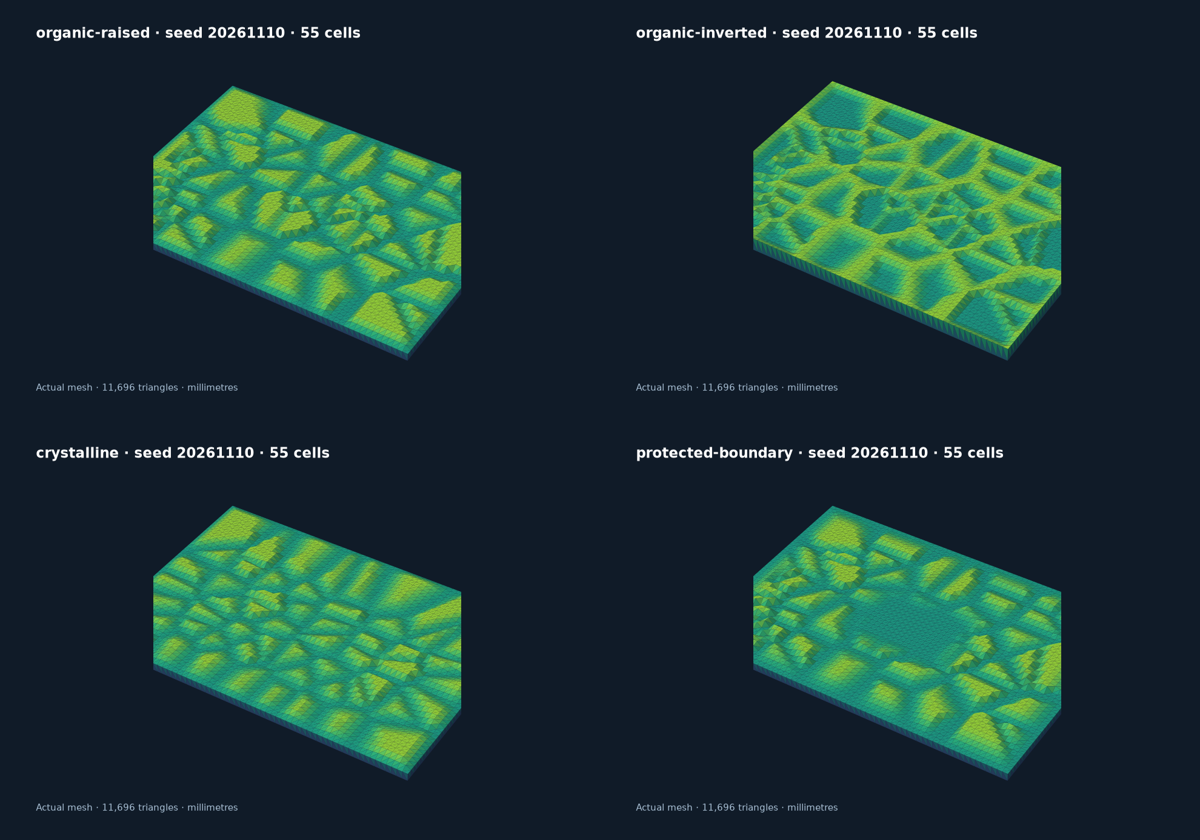 organic-raised · seed 20261110 · 55 cells
organic-inverted · seed 20261110 · 55 cells
Actual mesh · 11,696 triangles · millimetres
Actual mesh · 11,696 triangles · millimetres
crystalline · seed 20261110 · 55 cells
protected-boundary · seed 20261110 · 55 cells
Actual mesh · 11,696 triangles · millimetres
Actual mesh · 11,696 triangles · millimetres